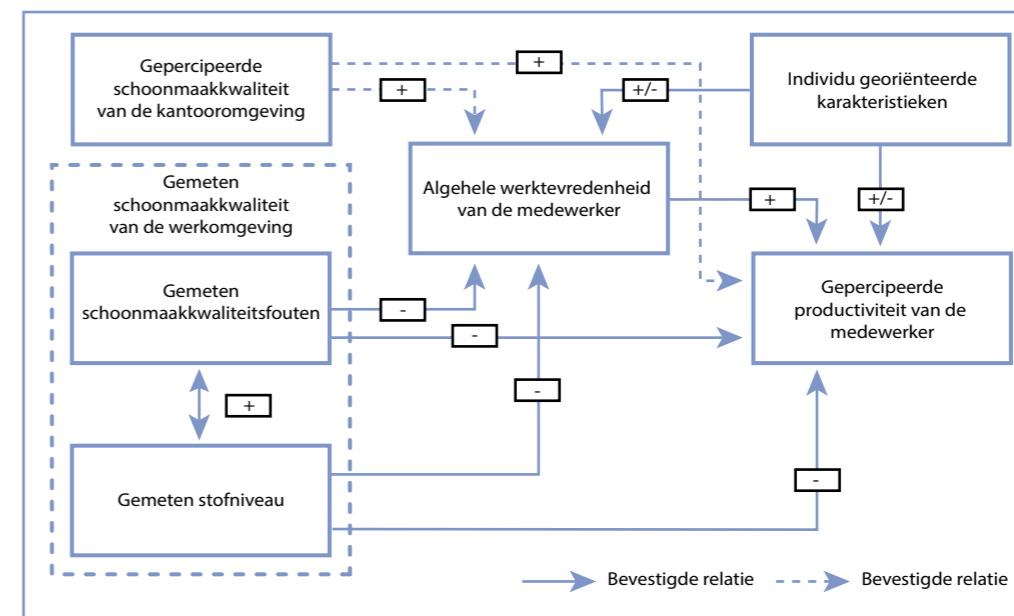 Gepercipeerde
schoonmaakkwaliteit
van de kantooromgeving
+
+
+/-
Individu georiënteerde
karakteristieken
Gemeten
schoonmaakkwaliteit
van de werkomgeving
Algehele werktevredenheid
van de medewerker
+
+/-
Gemeten
schoonmaakkwaliteitsfouten
-
-
Gepercipeerde
productiviteit van de
medewerker
+
-
Gemeten stofniveau
-
Bevestigde relatie
Bevestigde relatie